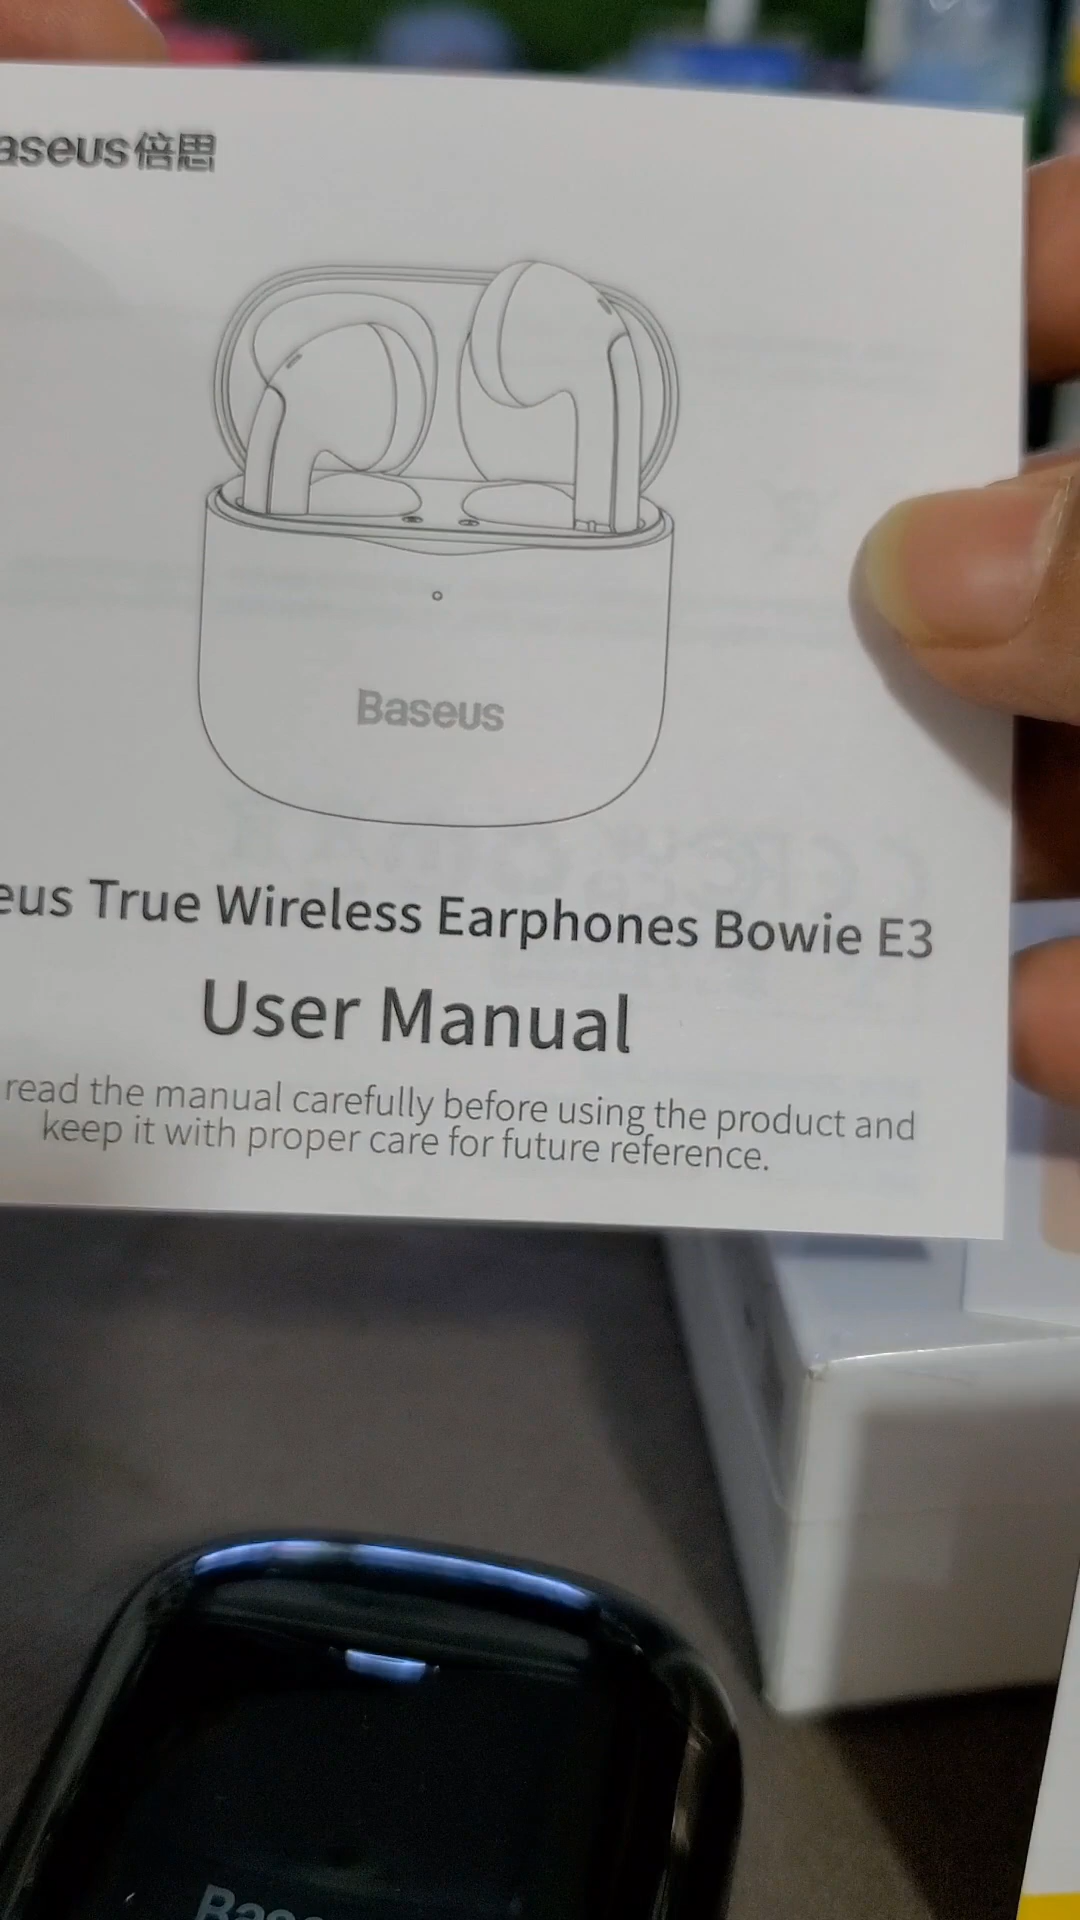 aseus倍思
Baseus
eus True Wireless Earphones Bowie E3
User Manual
read the manual carefully before using the product and
keep it with proper care for future reference.
Bas